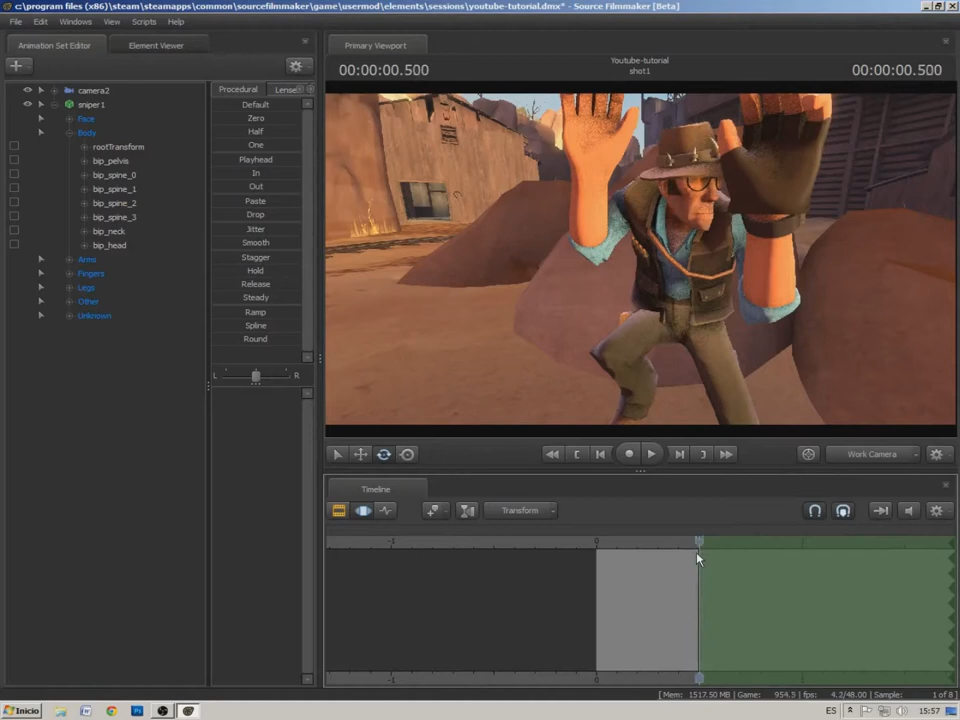 c:\program files (x86)\steam\steamapps\common\sourcefilmmaker\game\usermod\elements\sessions\youtube-tutorial.dmx* - Source Filmmaker [Beta]
File Edit Windows View Scripts Help
Animation Set Editor Element Viewer
Primary Viewport
00:00:00.500
Youtube-tutorial
shot1
00:00:00.500
camera2
sniper1
Face
Body
rootTransform
bip_pelvis
bip_spine_0
bip_spine_1
bip_spine_2
bip_spine_3
bip_neck
bip_head
Arms
Fingers
Legs
Other
Unknown
Procedural Lense
Default
Zero
Half
One
Playhead
In
Out
Paste
Drop
Jitter
Smooth
Stagger
Hold
Release
Steady
Ramp
Spline
Round
L R
Work Camera
Timeline
Transform
-1 0
-1 0
[Mem: 1517.50 MB | Game: 954.5 | fps: 4.2/48.00 | Sample: 1 of 8 ]
Inicio
ES 15:57